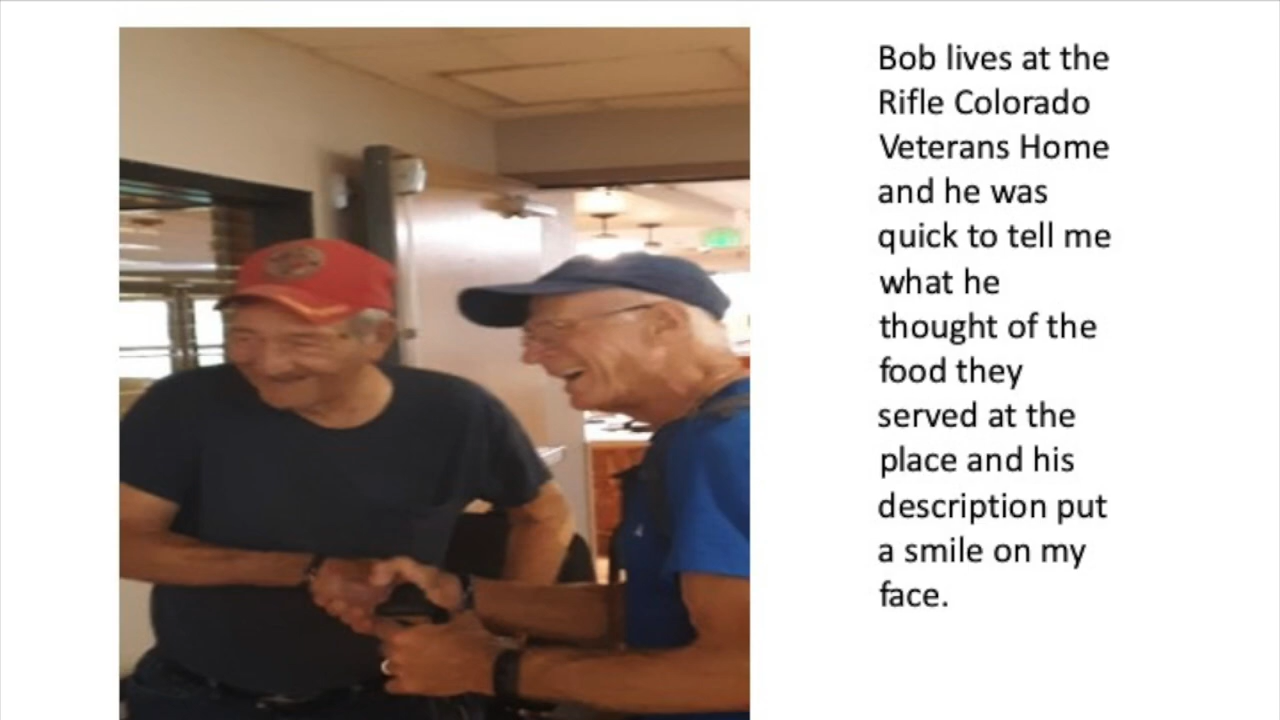 Bob lives at the
Rifle Colorado
Veterans Home
and he was
quick to tell me
what he
thought of the
food they
served at the
place and his
description put
a smile on my
face.